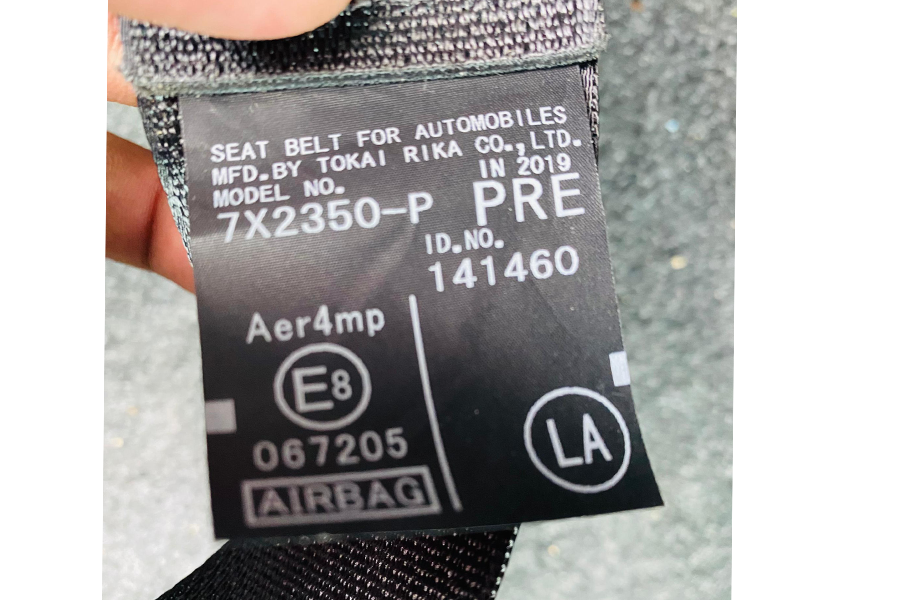 SEAT BELT FOR AUTOMOBILES
MFD.BY TOKAI RIKA CO.,LTD.
MODEL NO. IN 2019
7X2350-P PRE
ID.NO.
141460
Aer4mp
E8
067205
AIRBAG
LA